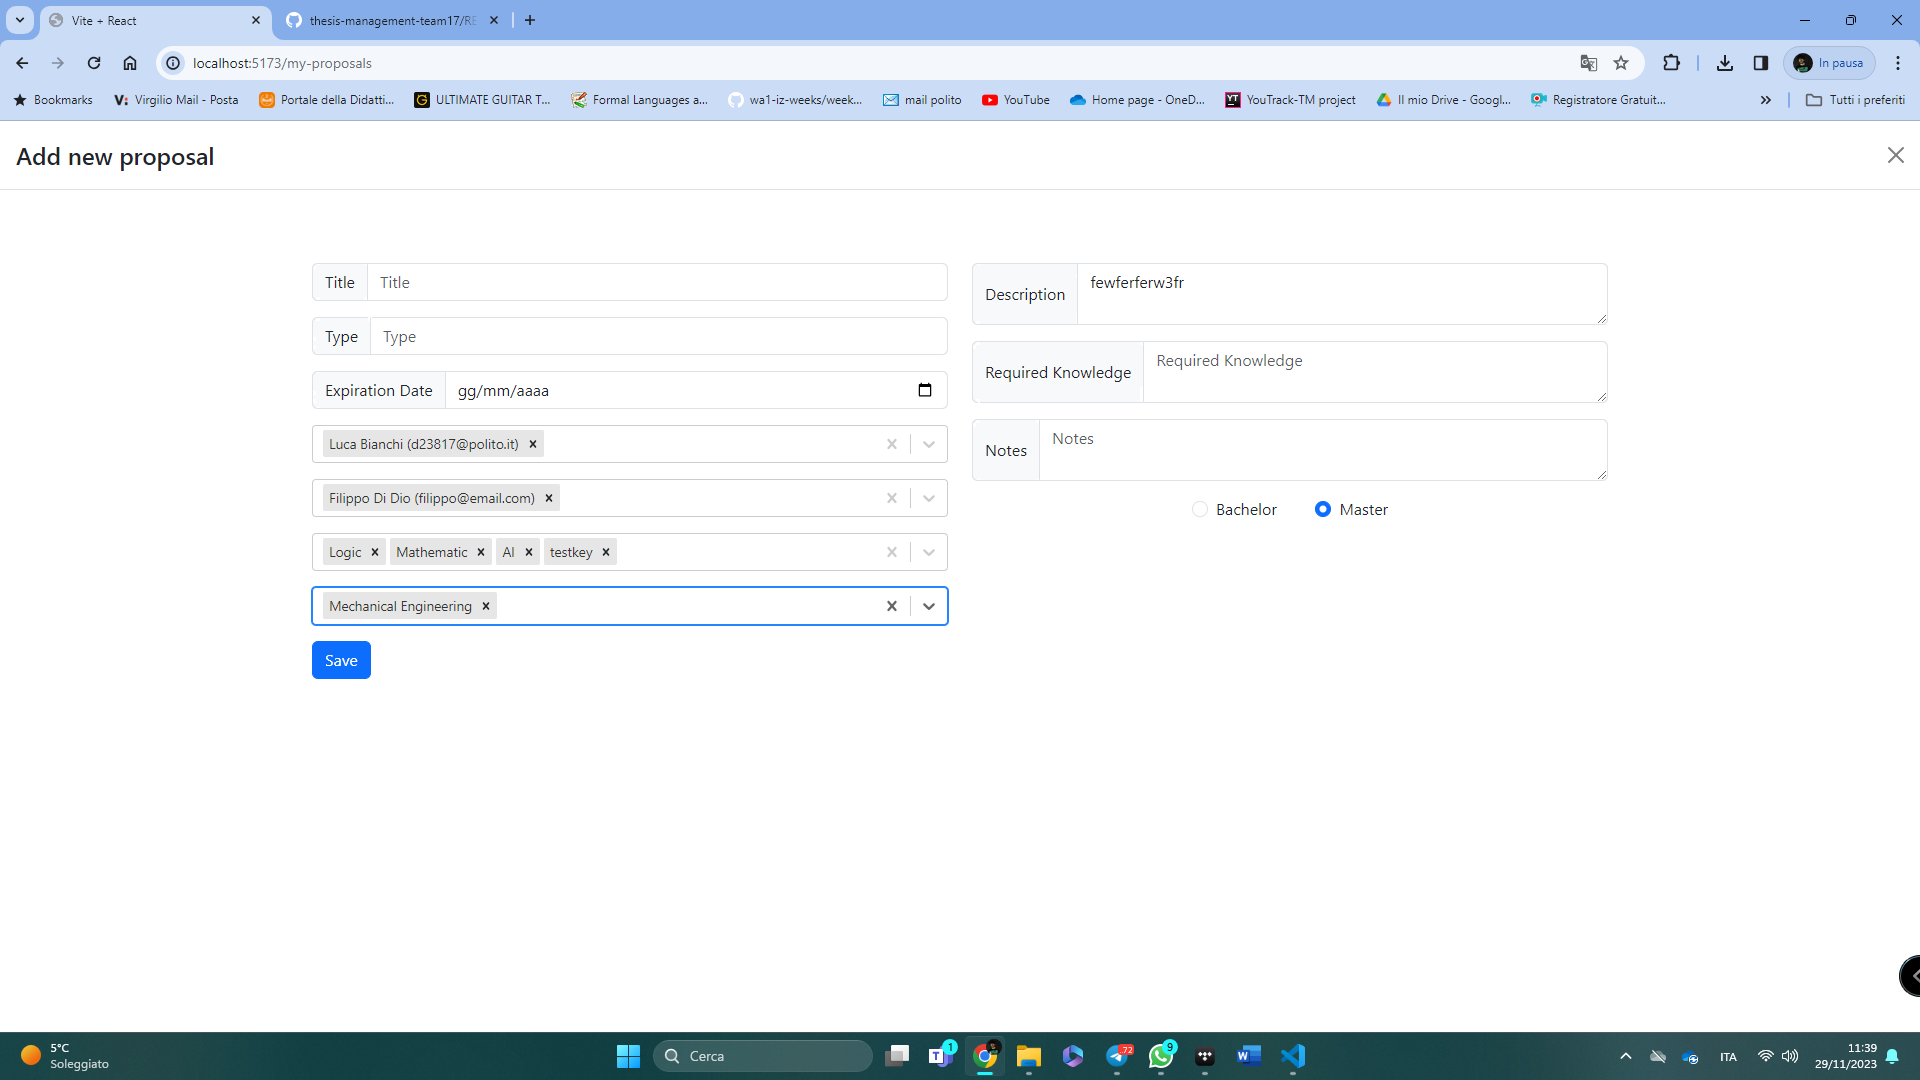 Vite + React
thesis-management-team17/RE
localhost:5173/my-proposals
In pausa
Bookmarks
Virgilio Mail - Posta
Portale della Didatti...
ULTIMATE GUITAR T...
Formal Languages a...
wa1-iz-weeks/week...
mail polito
YouTube
Home page - OneD...
YouTrack-TM project
Il mio Drive - Googl...
Registratore Gratuit...
Tutti i preferiti
Add new proposal
Title
Title
Type
Type
Expiration Date
gg/mm/aaaa
Luca Bianchi (d23817@polito.it)
Filippo Di Dio (filippo@email.com)
Logic
Mathematic
AI
testkey
Mechanical Engineering
Save
Description
fewferferw3fr
Required Knowledge
Required Knowledge
Notes
Notes
Bachelor
Master
5°C
Soleggiato
Cerca
1
72
9
ITA
11:39
29/11/2023